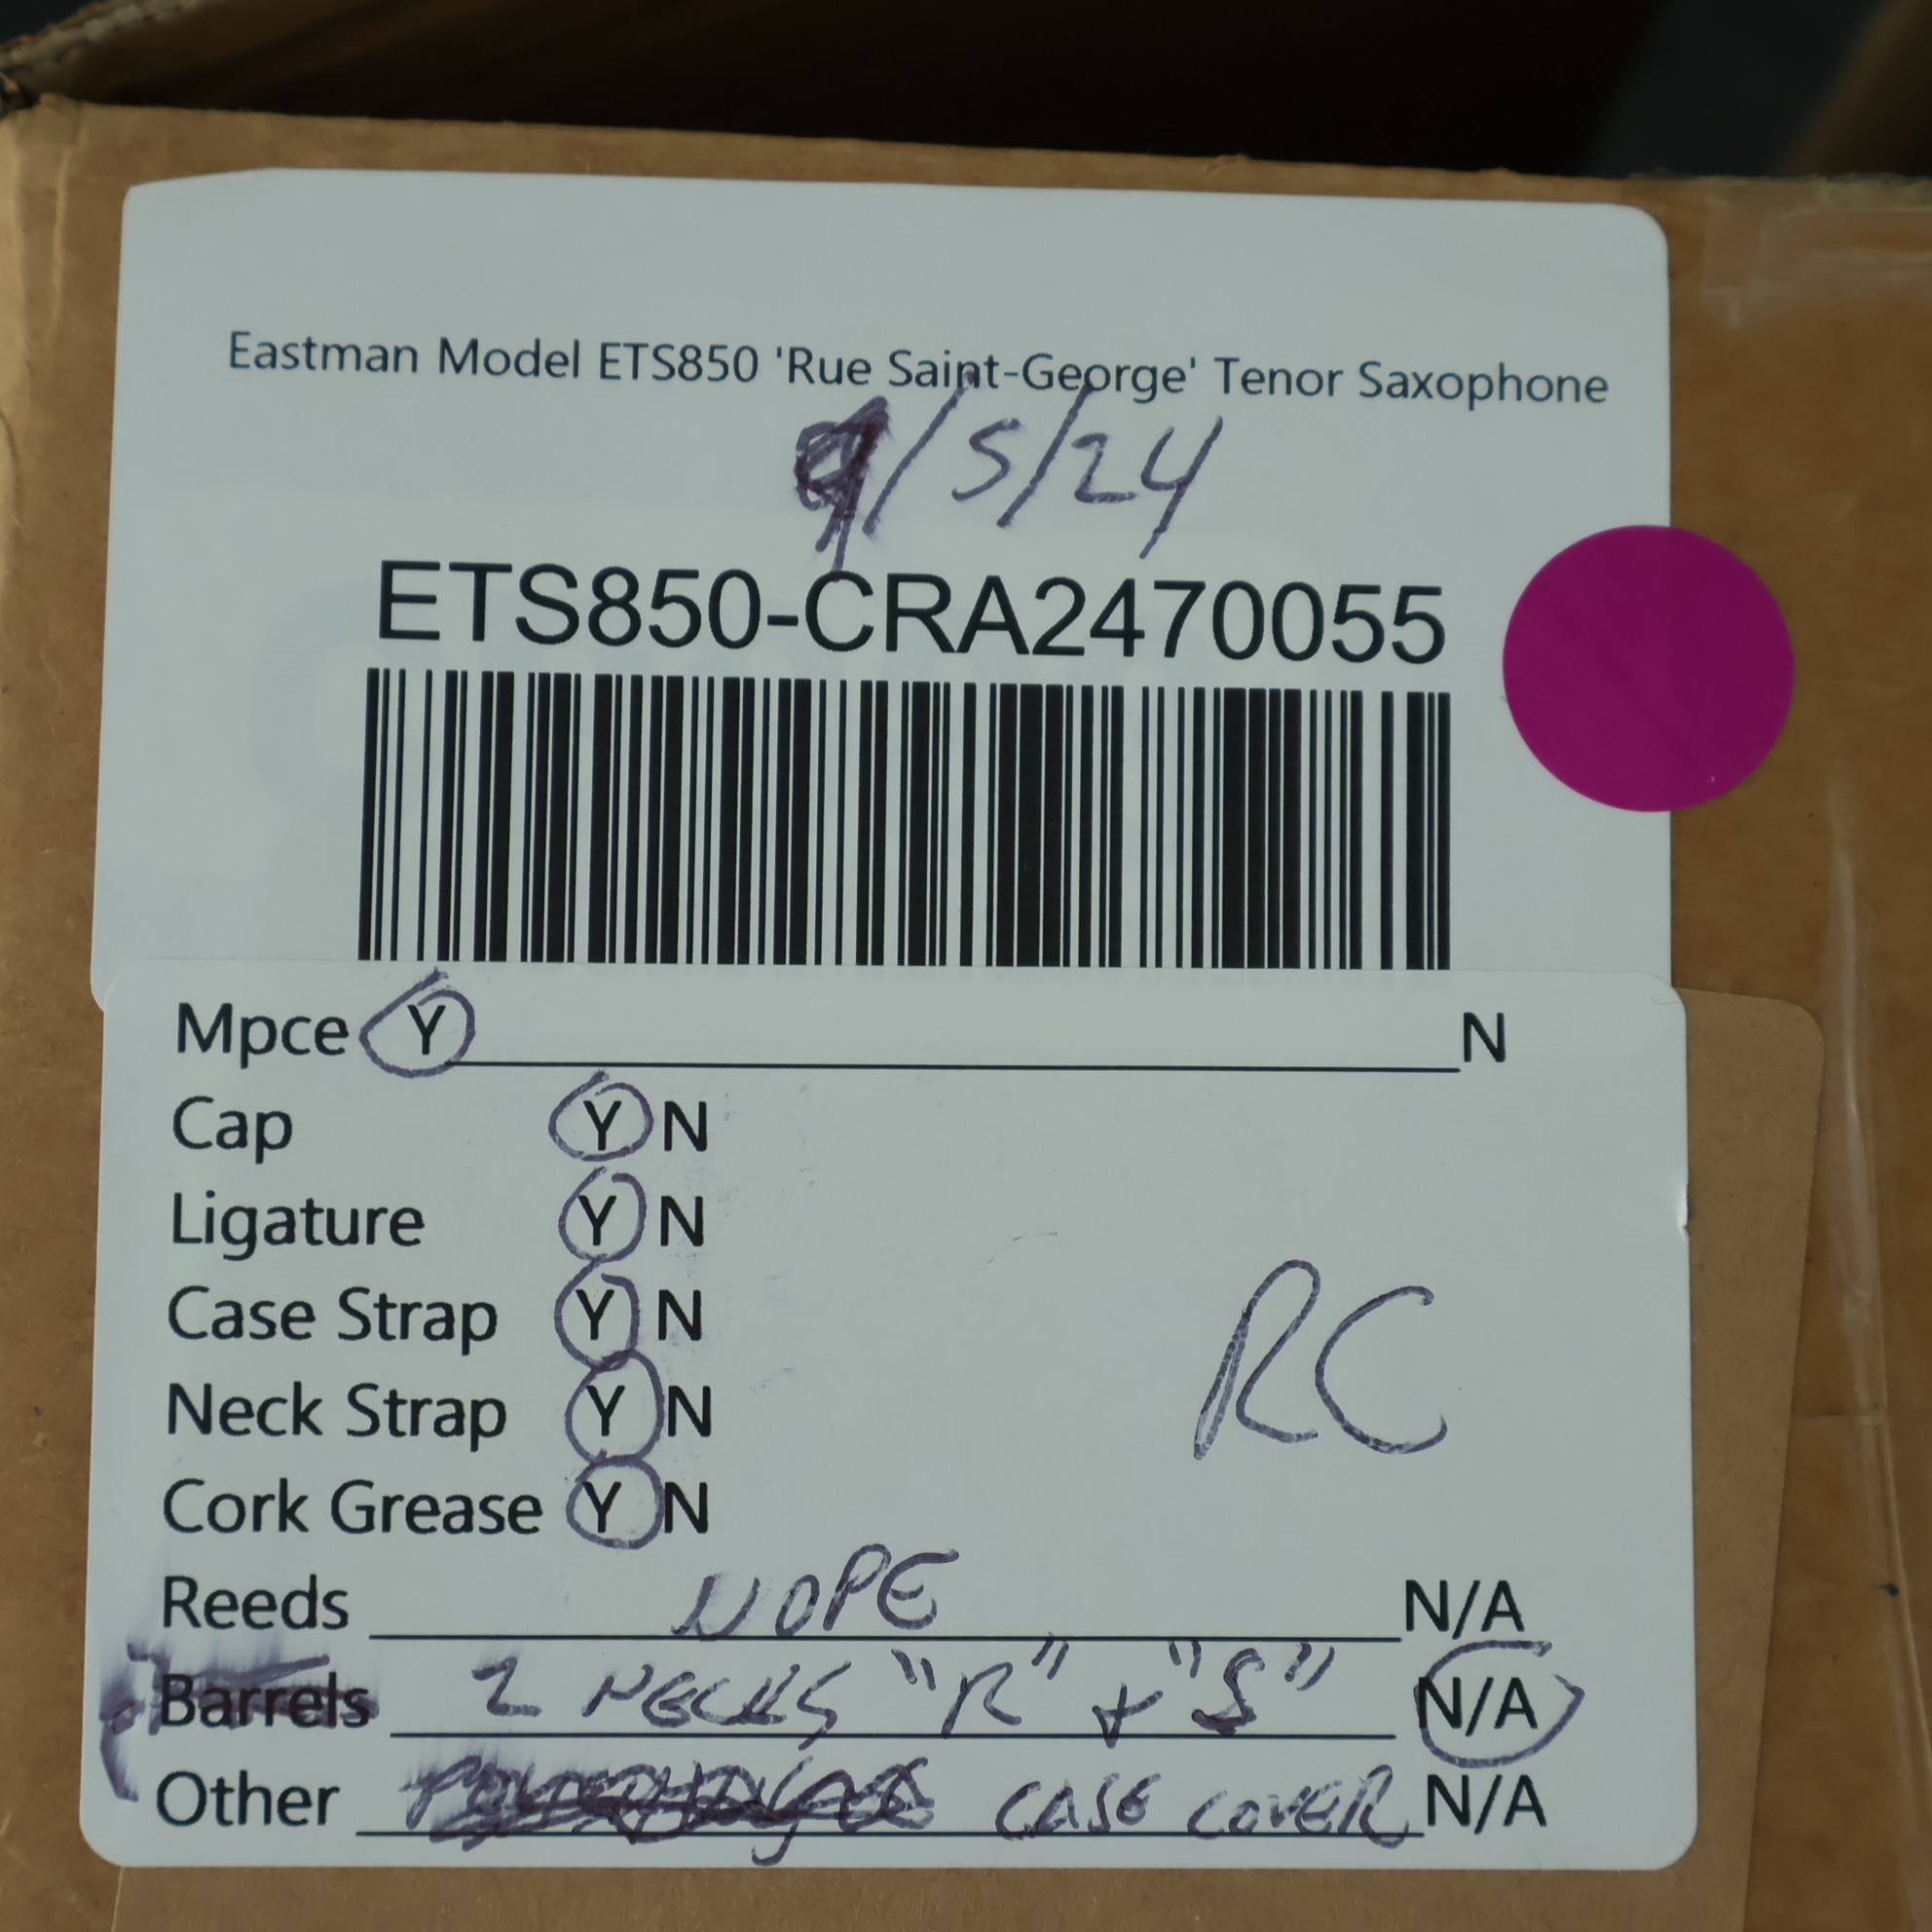 Eastman Model ETS850 'Rue Saint-George' Tenor Saxophone
9/5/24
ETS850-CRA2470055
Mpce Y N
Cap Y N
Ligature Y N
Case Strap Y N
RC
Neck Strap Y N
Cork Grease Y N
Reeds NOPE N/A
Barrels 2 NECKS "R" + "S" N/A
Other CASE COVER N/A